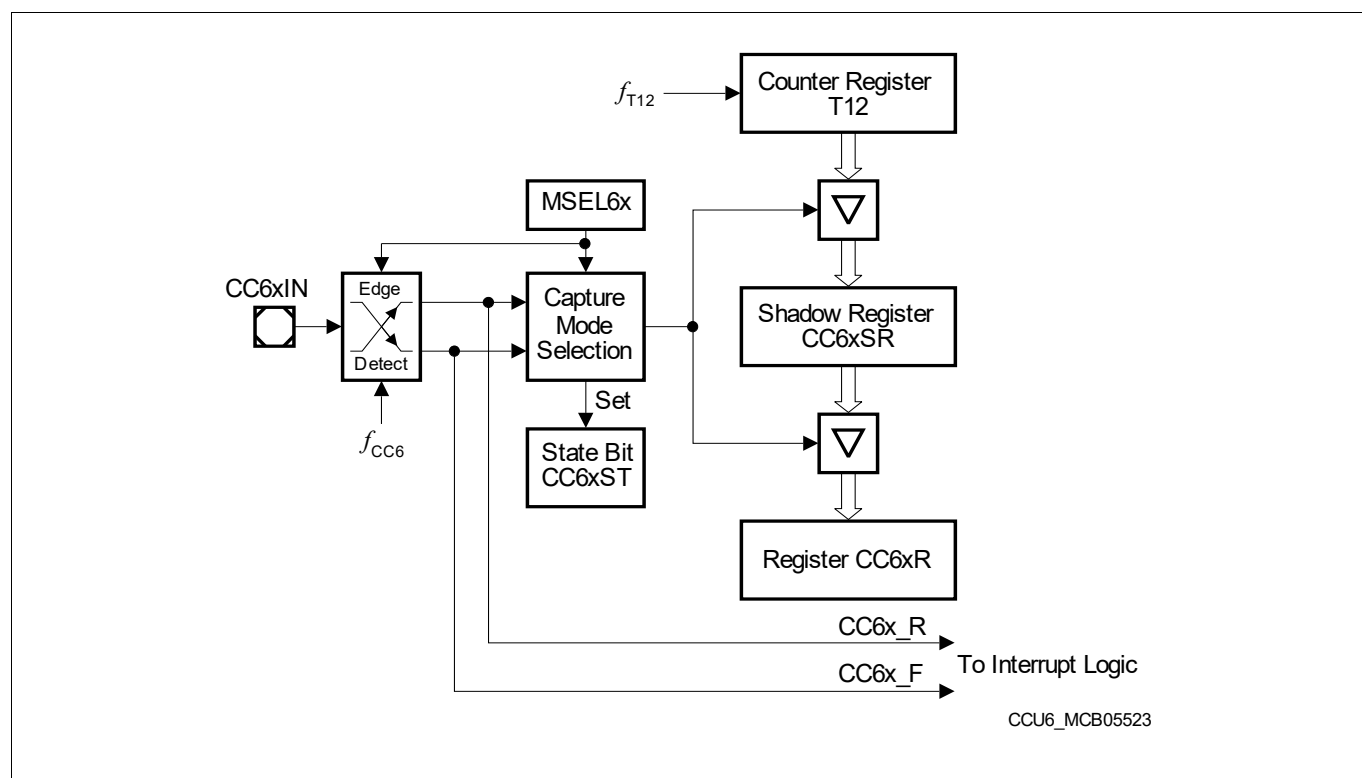 Counter Register
T12
fT12
MSEL6x
CC6xIN
Edge
Detect
Capture
Mode
Selection
Shadow Register
CC6xSR
Set
fCC6
State Bit
CC6xST
Register CC6xR
CC6x_R
To Interrupt Logic
CC6x_F
CCU6_MCB05523